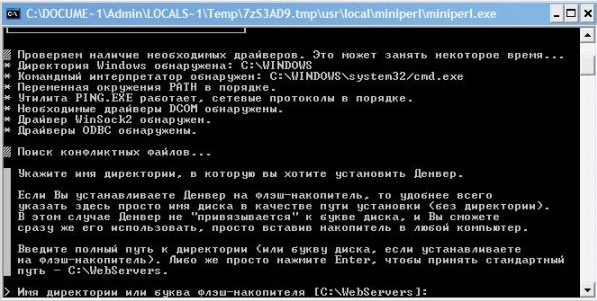 C:\DOCUME~1\Admin\LOCALS~1\Temp\7zS3AD9.tmp\usr\local\miniperl\miniperl.exe
Проверяем наличие необходимых драйверов. Это может занять некоторое время...
* Директория Windows обнаружена: C:\WINDOWS
* Командный интерпретатор обнаружен: C:\WINDOWS\system32/cmd.exe
* Переменная окружения PATH в порядке.
* Утилита PING.EXE работает, сетевые протоколы в порядке.
* Необходимые драйверы DCOM обнаружены.
* Драйвер WinSock2 обнаружен.
* Драйверы ODBC обнаружены.
Поиск конфликтных файлов...
Укажите имя директории, в которую вы хотите установить Денвер.
Если Вы устанавливаете Денвер на флэш-накопитель, то удобнее всего
указать здесь просто имя диска в качестве пути установки (без директории).
В этом случае Денвер не "привязывается" к букве диска, и Вы сможете
сразу же его использовать, просто вставив накопитель в любой компьютер.
Введите полный путь к директории (или букву диска, если устанавливаете
на флэш-накопитель). Либо же просто нажмите Enter, чтобы принять стандартный
путь - C:\WebServers.
> Имя директории или буква флэш-накопителя [C:\WebServers]: